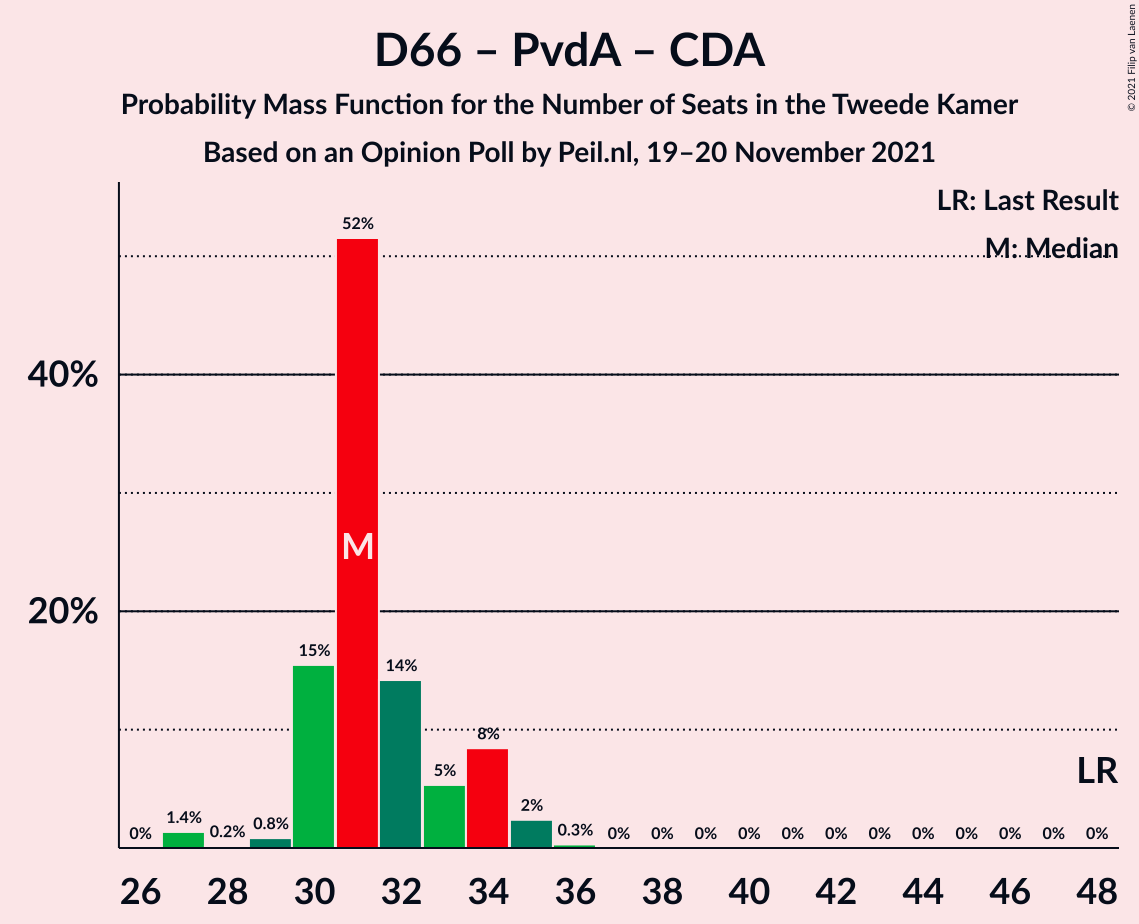 D66 – PvdA – CDA
Probability Mass Function for the Number of Seats in the Tweede Kamer
Based on an Opinion Poll by Peil.nl, 19–20 November 2021
© 2021 Filip van Laenen
LR: Last Result
M: Median
40%
20%
0%
1.4%
0.2%
0.8%
15%
52%
M
14%
5%
8%
2%
0.3%
0%
0%
0%
0%
0%
0%
0%
0%
0%
0%
0%
0%
LR
26 28 30 32 34 36 38 40 42 44 46 48